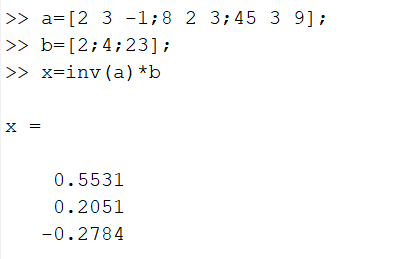 >> a=[2 3 -1;8 2 3;45 3 9];
>> b=[2;4;23];
>> x=inv(a)*b
x =
0.5531
0.2051
-0.2784